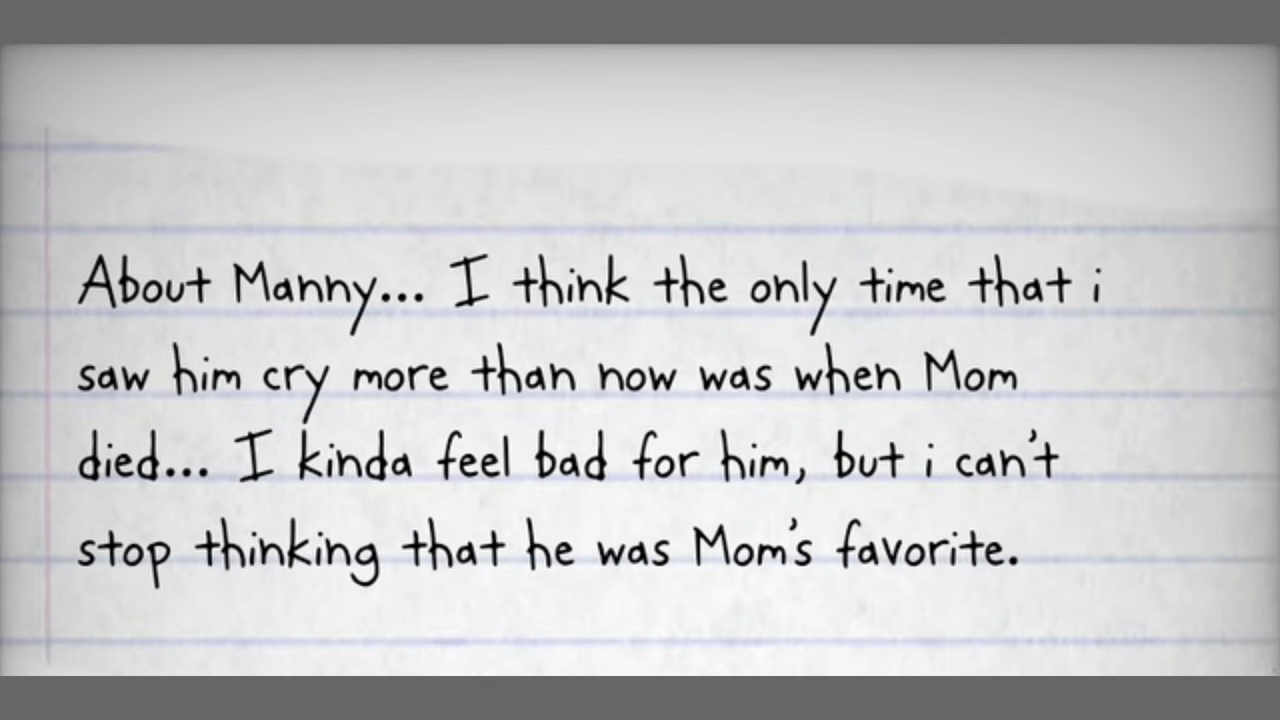 About Manny... I think the only time that i
saw him cry more than now was when Mom
died... I kinda feel bad for him, but i can't
stop thinking that he was Mom's favorite.